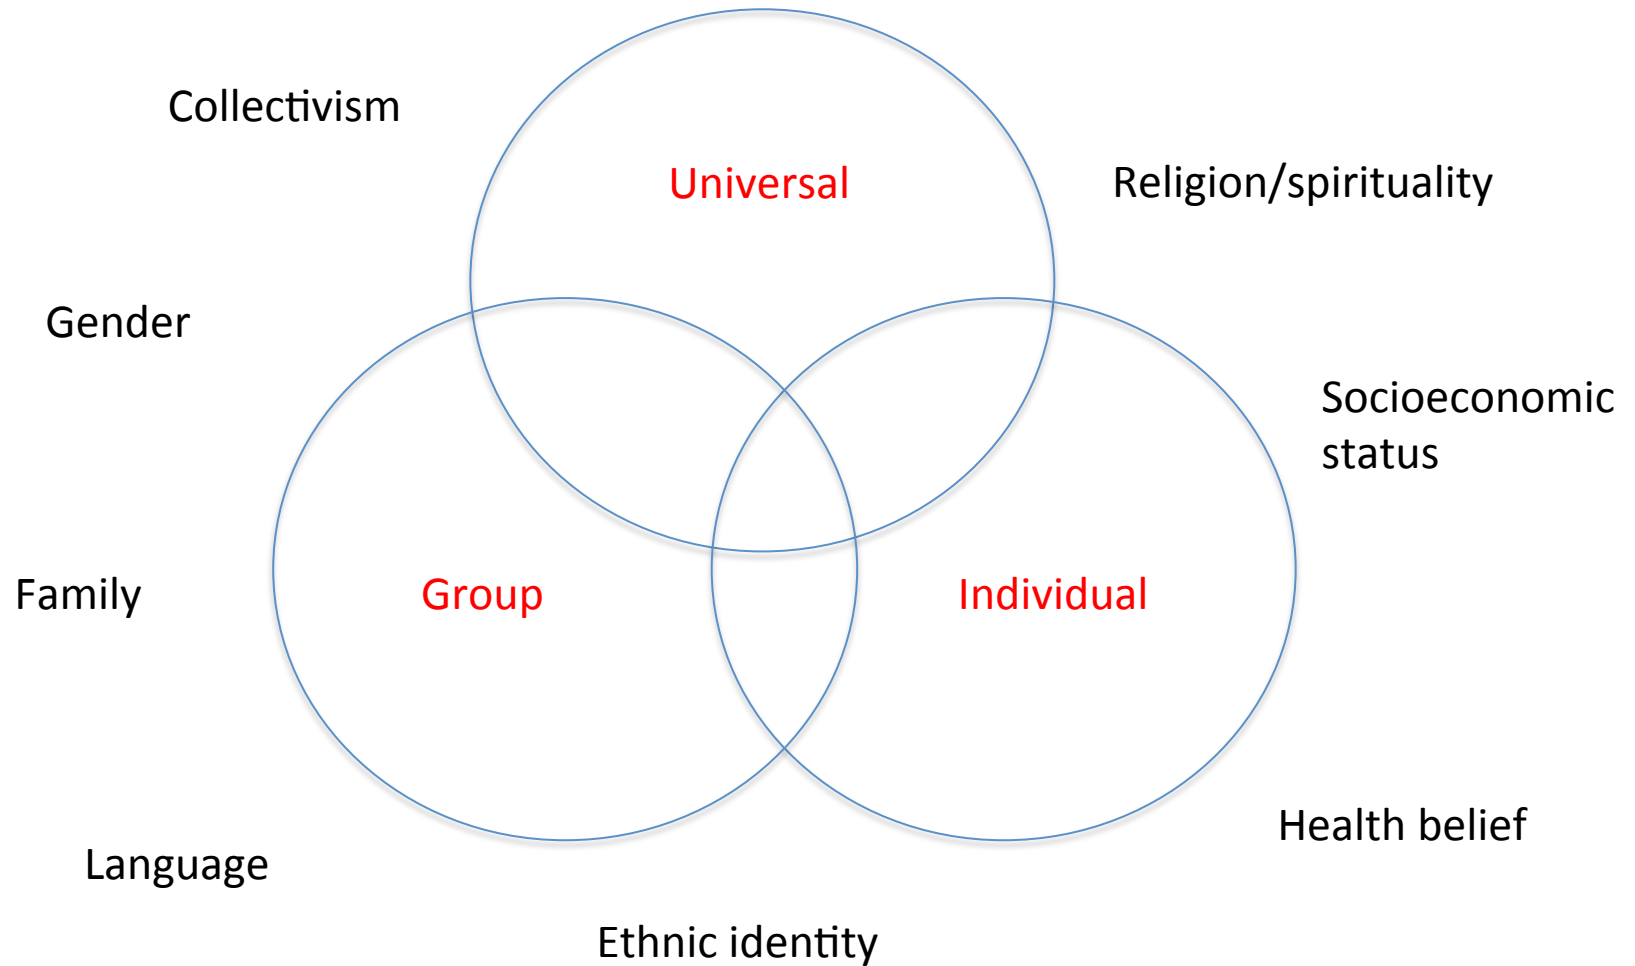 Collectivism
Universal
Religion/spirituality
Gender
Socioeconomic
status
Family
Group
Individual
Health belief
Language
Ethnic identity